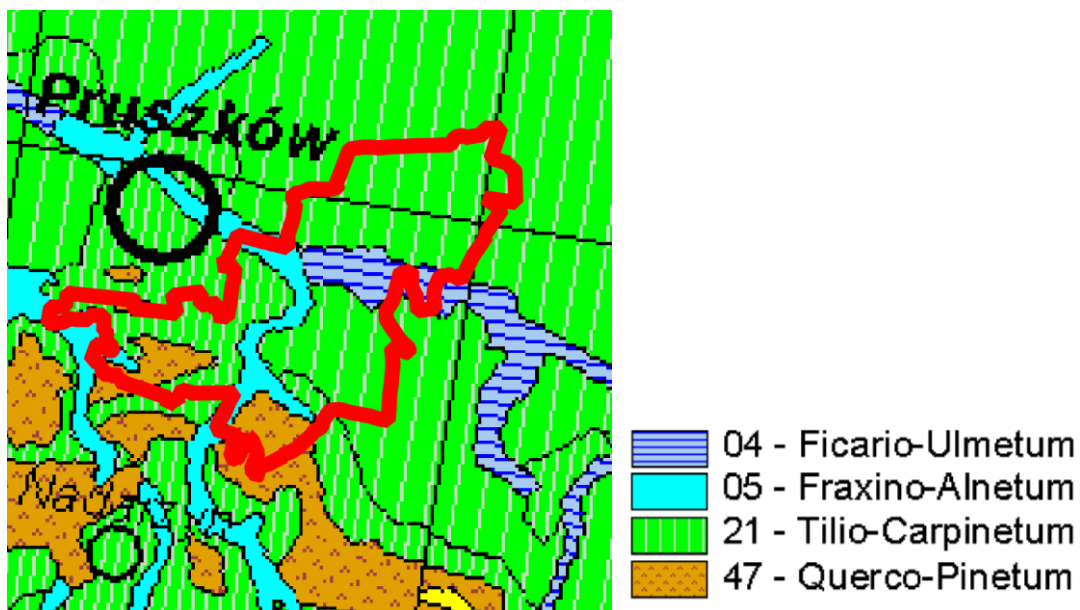 Pruszków
04 - Ficario-Ulmetum
05 - Fraxino-Alnetum
21 - Tilio-Carpinetum
47 - Querco-Pinetum